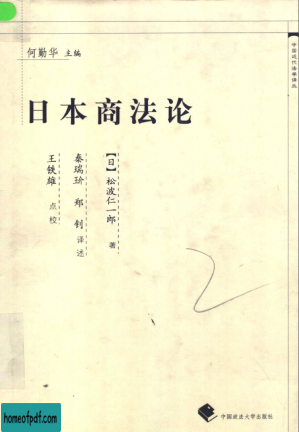 何勤华 主编
中国近代法学译丛
日本商法论
【日】松波仁一郎 著
秦瑞玠 郑钊 译述
王铁雄 点校
中国政法大学出版社
homeofpdf.com
homeofpdf.com